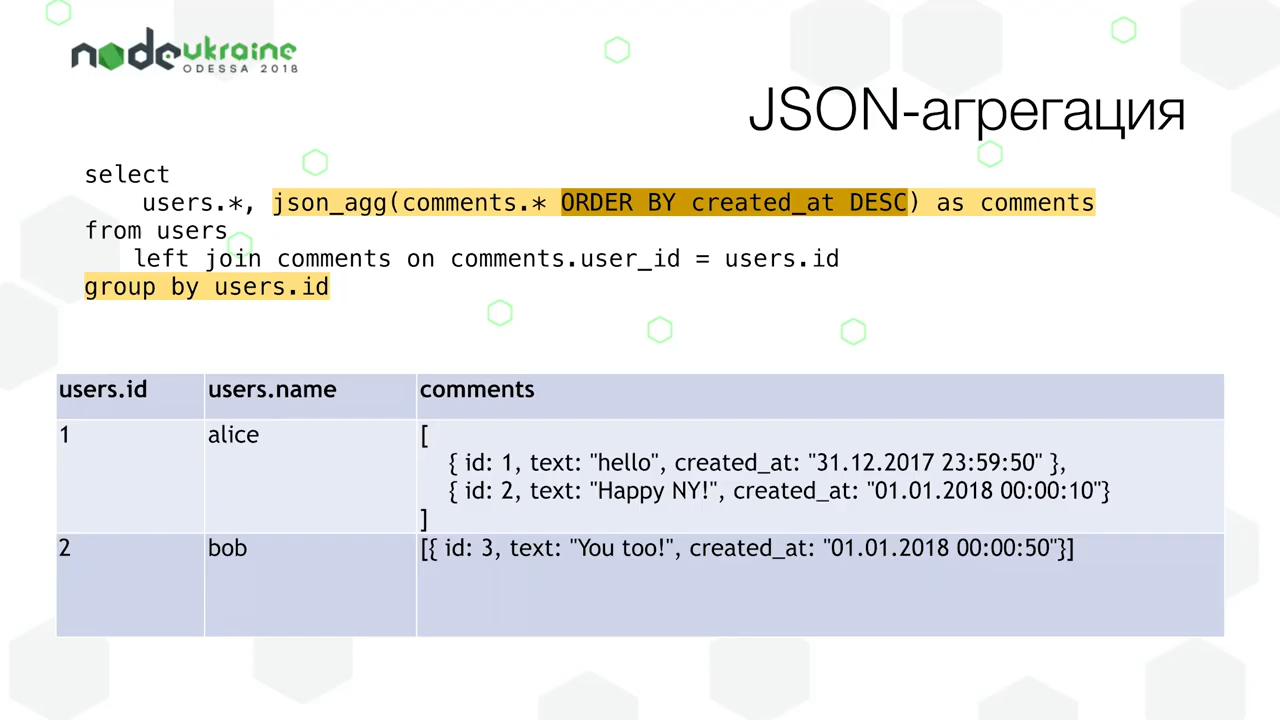 nodeukraine
ODESSA 2018
JSON-агрегация
select
users.*, json_agg(comments.* ORDER BY created_at DESC) as comments
from users
left join comments on comments.user_id = users.id
group by users.id
users.id users.name comments
1 alice [
{ id: 1, text: "hello", created_at: "31.12.2017 23:59:50" },
{ id: 2, text: "Happy NY!", created_at: "01.01.2018 00:00:10"}
]
2 bob [{ id: 3, text: "You too!", created_at: "01.01.2018 00:00:50"}]